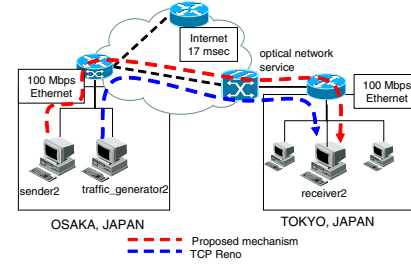 Internet
17 msec
optical network
service
100 Mbps
Ethernet
100 Mbps
Ethernet
sender2
traffic_generator2
receiver2
OSAKA, JAPAN
TOKYO, JAPAN
Proposed mechanism
TCP Reno